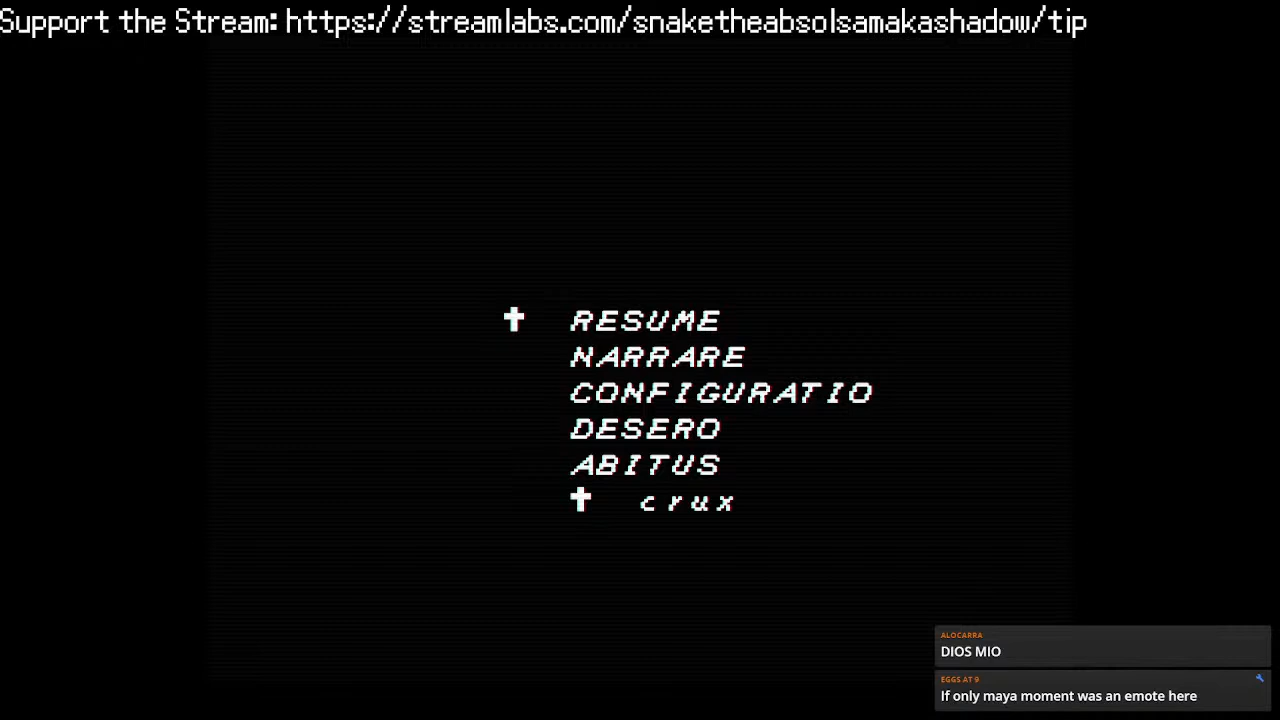 Support the Stream: https://streamlabs.com/snaketheabsolsamakashadow/tip
✝ RESUME
NARRARE
CONFIGURATIO
DESERO
ABITUS
✝ crux
ALOCARRA
DIOS MIO
EGGS AT 9
If only maya moment was an emote here